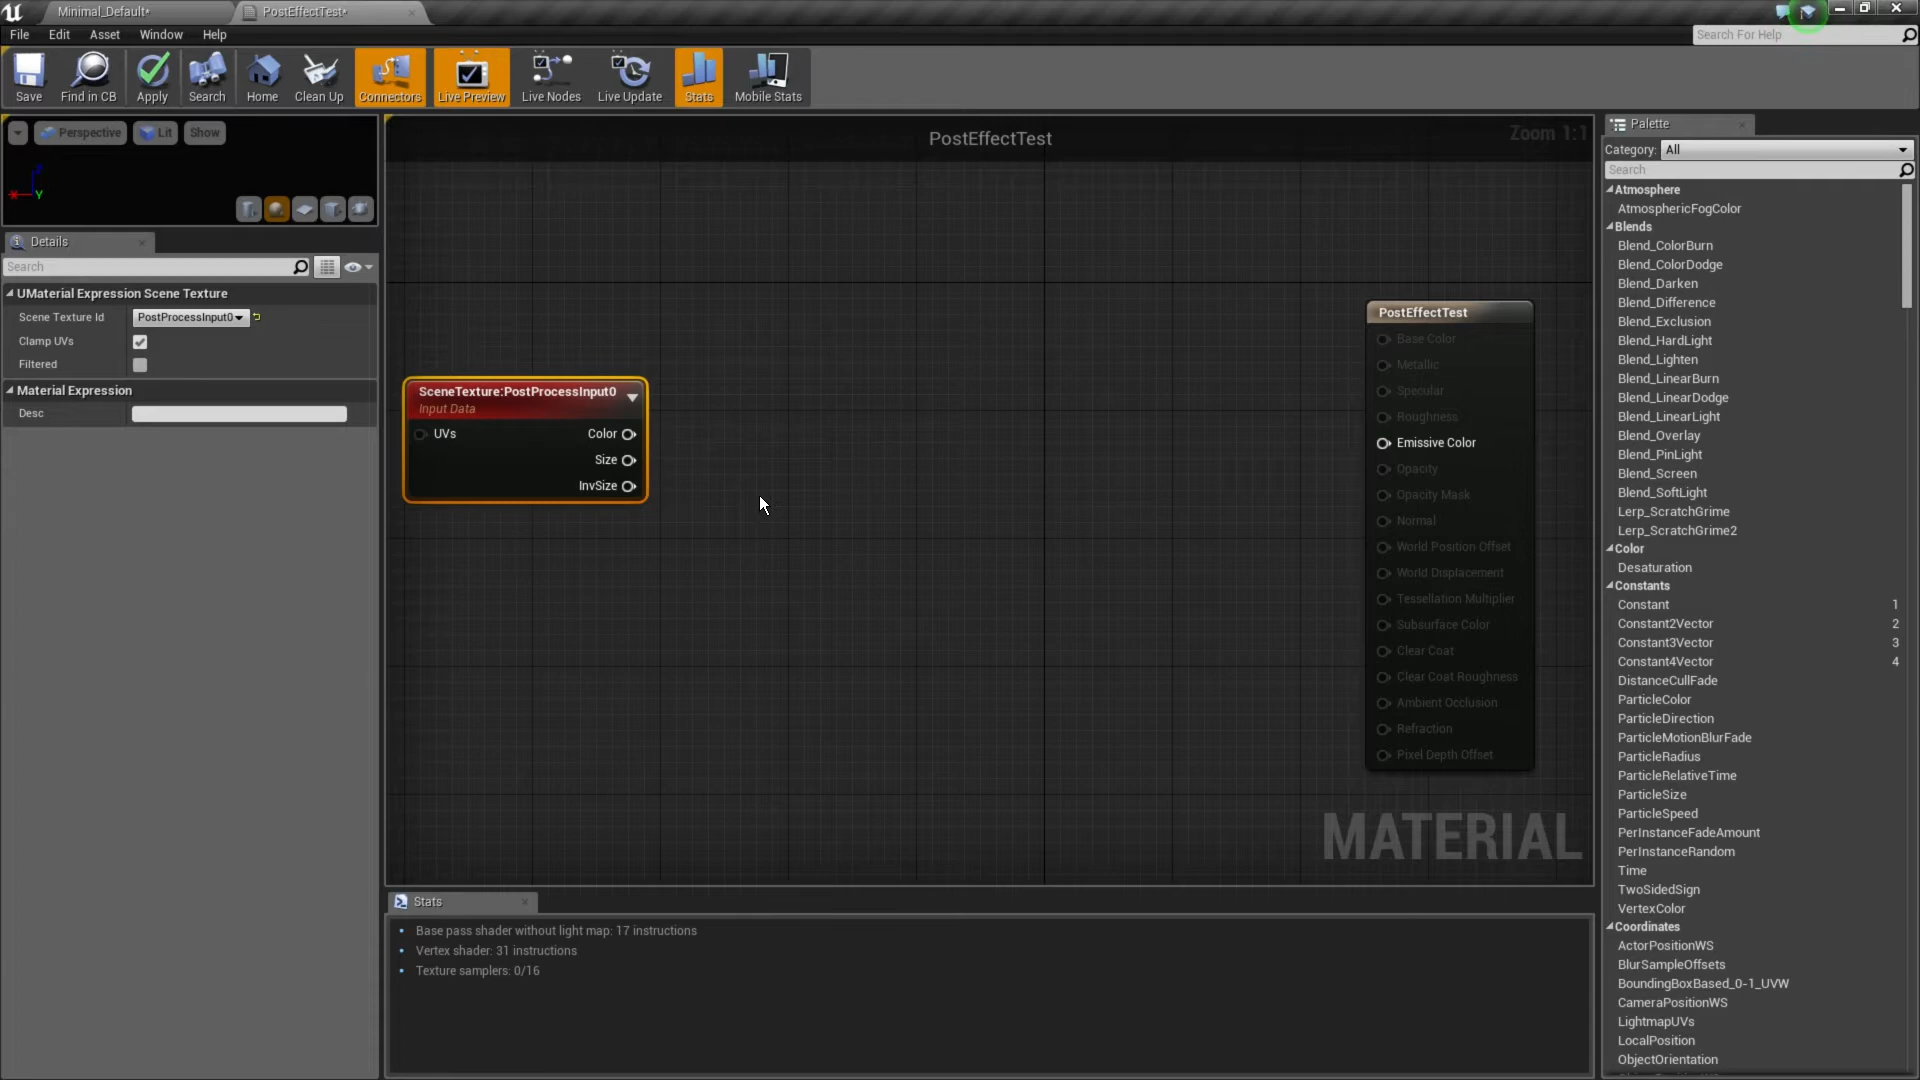 Minimal_Default*
PostEffectTest*
File Edit Asset Window Help
Search For Help
Save Find in CB Apply Search Home Clean Up Connectors Live Preview Live Nodes Live Update Stats Mobile Stats
Perspective Lit Show
X Y
Details
Search
UMaterial Expression Scene Texture
Scene Texture Id PostProcessInput0
Clamp UVs
Filtered
Material Expression
Desc
PostEffectTest
Zoom 1:1
SceneTexture:PostProcessInput0
Input Data
UVs Color
Size
InvSize
PostEffectTest
Base Color
Metallic
Specular
Roughness
Emissive Color
Opacity
Opacity Mask
Normal
World Position Offset
World Displacement
Tessellation Multiplier
Subsurface Color
Clear Coat
Clear Coat Roughness
Ambient Occlusion
Refraction
Pixel Depth Offset
MATERIAL
Stats
Base pass shader without light map: 17 instructions
Vertex shader: 31 instructions
Texture samplers: 0/16
Palette
Category: All
Search
Atmosphere
AtmosphericFogColor
Blends
Blend_ColorBurn
Blend_ColorDodge
Blend_Darken
Blend_Difference
Blend_Exclusion
Blend_HardLight
Blend_Lighten
Blend_LinearBurn
Blend_LinearDodge
Blend_LinearLight
Blend_Overlay
Blend_PinLight
Blend_Screen
Blend_SoftLight
Lerp_ScratchGrime
Lerp_ScratchGrime2
Color
Desaturation
Constants
Constant 1
Constant2Vector 2
Constant3Vector 3
Constant4Vector 4
DistanceCullFade
ParticleColor
ParticleDirection
ParticleMotionBlurFade
ParticleRadius
ParticleRelativeTime
ParticleSize
ParticleSpeed
PerInstanceFadeAmount
PerInstanceRandom
Time
TwoSidedSign
VertexColor
Coordinates
ActorPositionWS
BlurSampleOffsets
BoundingBoxBased_0-1_UVW
CameraPositionWS
LightmapUVs
LocalPosition
ObjectOrientation